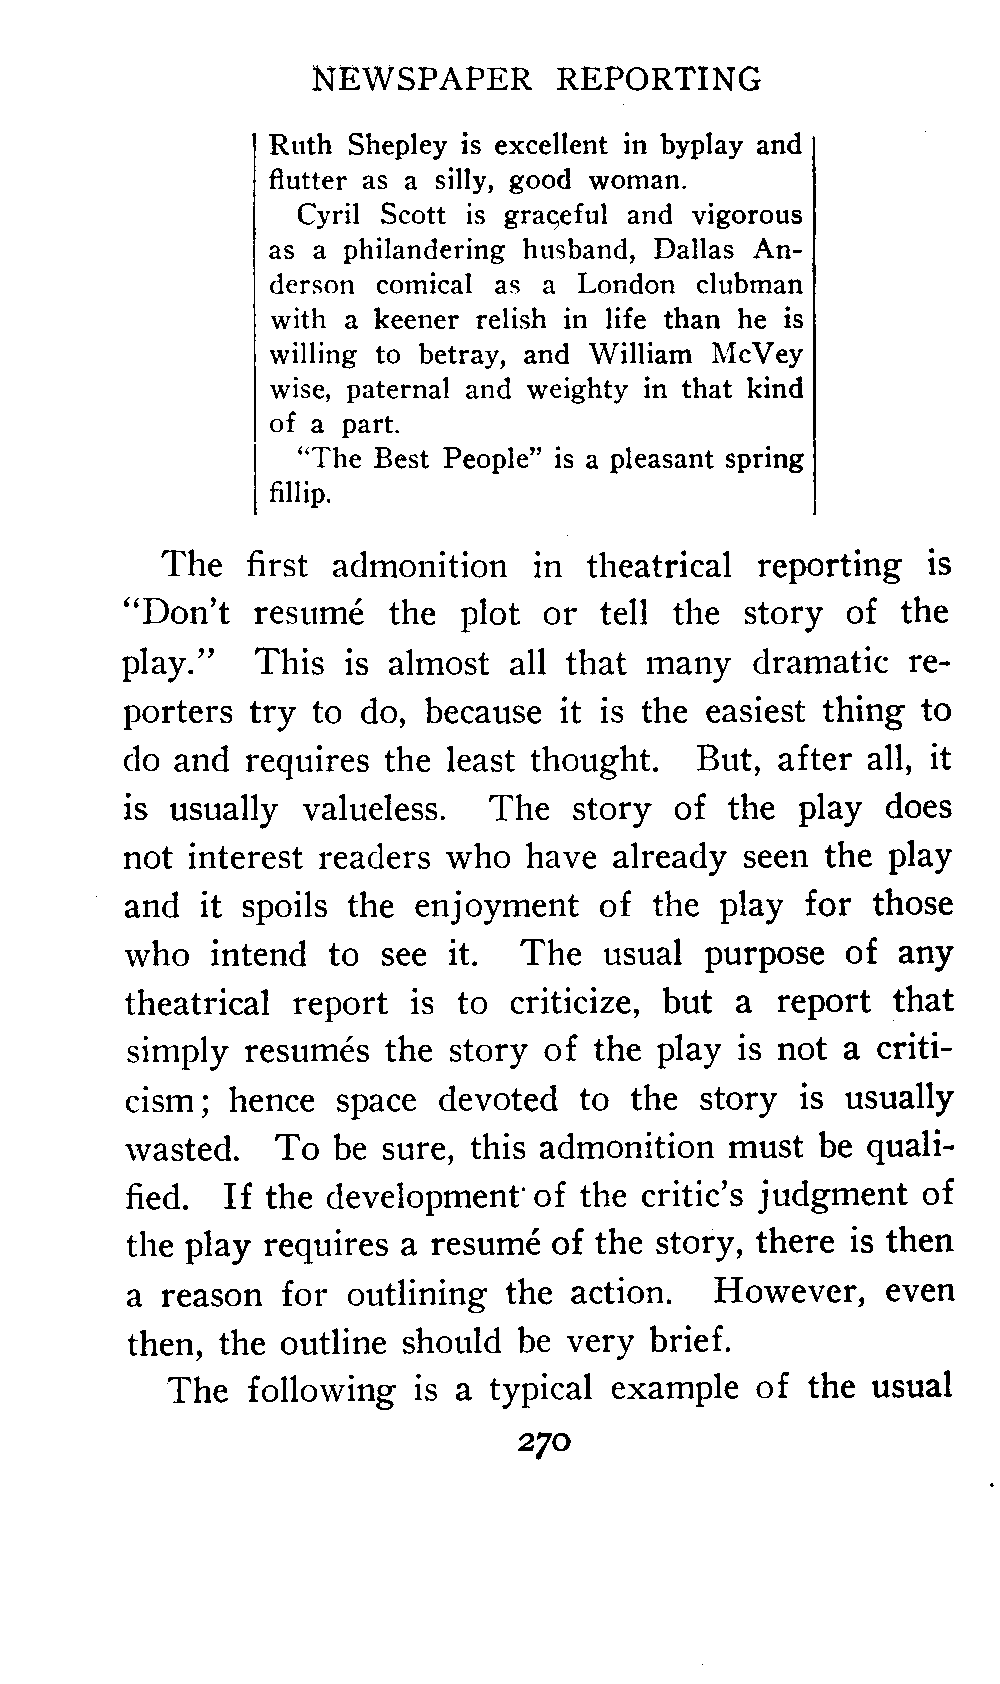 NEWSPAPER REPORTING
Ruth Shepley is excellent in byplay and
flutter as a silly, good woman.
Cyril Scott is graceful and vigorous
as a philandering husband, Dallas An-
derson comical as a London clubman
with a keener relish in life than he is
willing to betray, and William McVey
wise, paternal and weighty in that kind
of a part.
“The Best People” is a pleasant spring
fillip.
The first admonition in theatrical reporting is
“Don't resumé the plot or tell the story of the
play.” This is almost all that many dramatic re-
porters try to do, because it is the easiest thing to
do and requires the least thought. But, after all, it
is usually valueless. The story of the play does
not interest readers who have already seen the play
and it spoils the enjoyment of the play for those
who intend to see it. The usual purpose of any
theatrical report is to criticize, but a report that
simply resumés the story of the play is not a criti-
cism; hence space devoted to the story is usually
wasted. To be sure, this admonition must be quali-
fied. If the development of the critic's judgment of
the play requires a resumé of the story, there is then
a reason for outlining the action. However, even
then, the outline should be very brief.
The following is a typical example of the usual
270